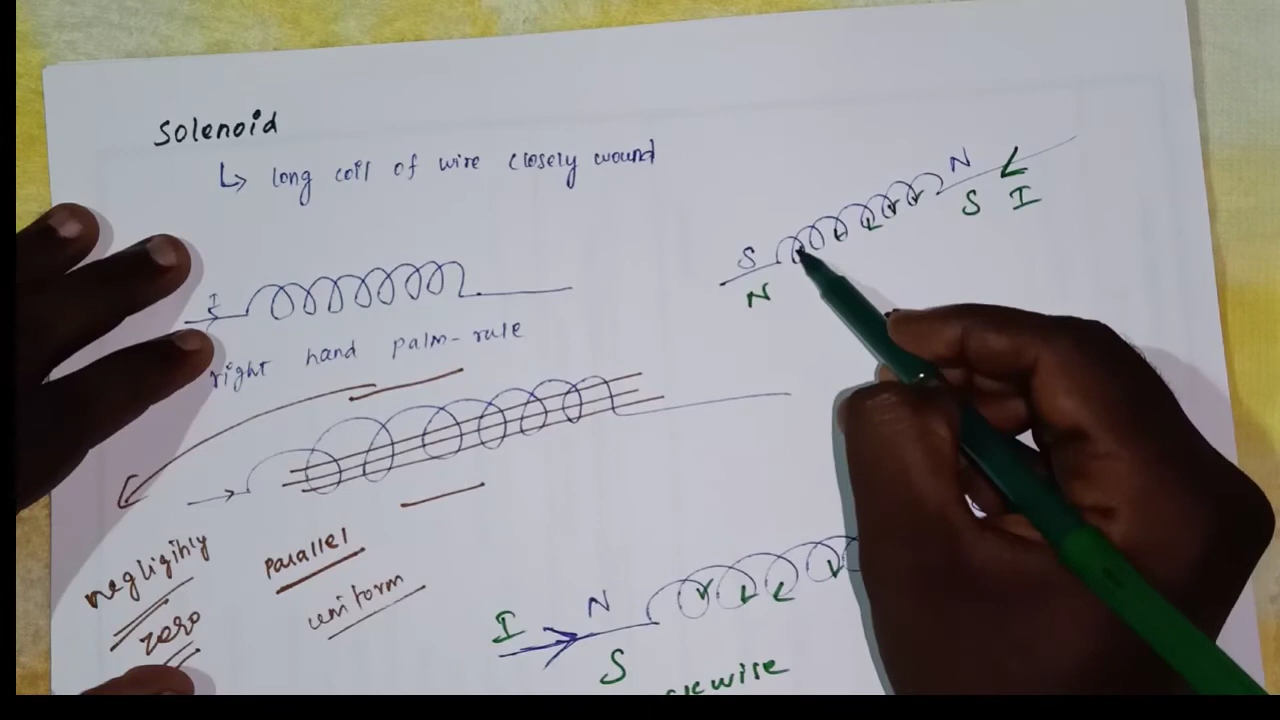 Solenoid
↳ long coil of wire closely wound
N
S I
S
N
I
right hand palm-rule
negligibly
zero
parallel
uniform
I N
S